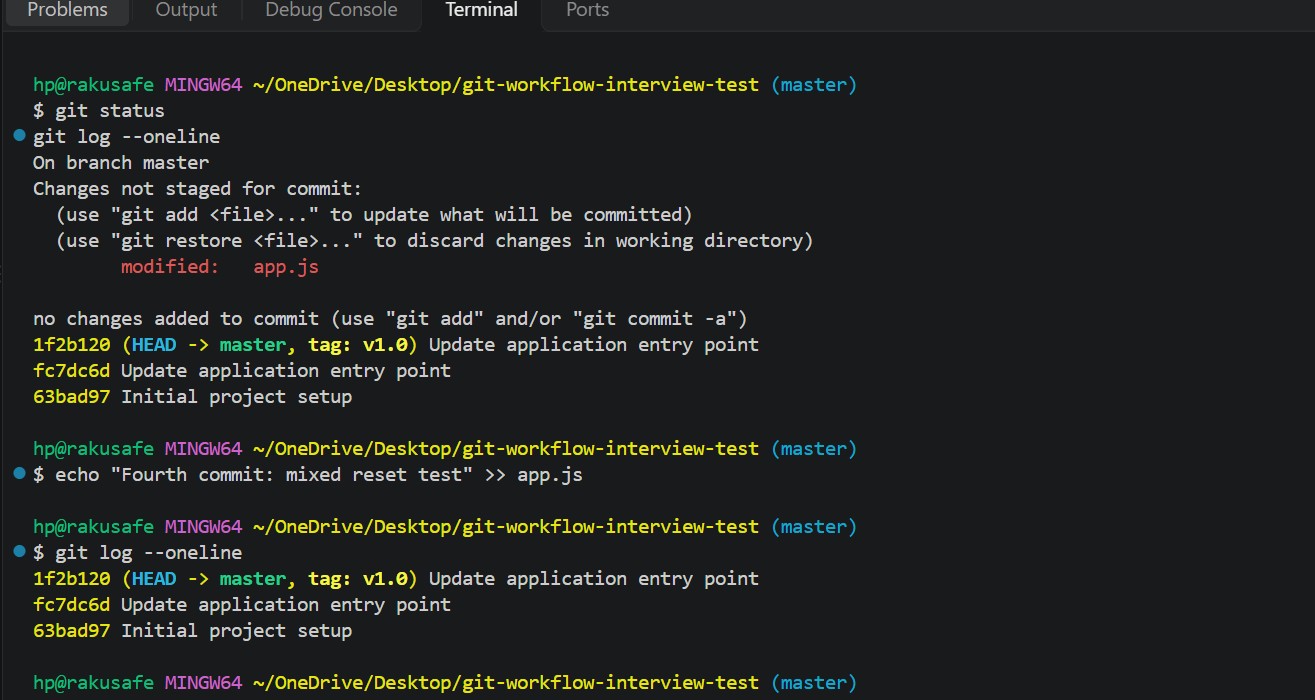 Problems Output Debug Console Terminal Ports
hp@rakusafe MINGW64 ~/OneDrive/Desktop/git-workflow-interview-test (master)
$ git status
git log --oneline
On branch master
Changes not staged for commit:
  (use "git add <file>..." to update what will be committed)
  (use "git restore <file>..." to discard changes in working directory)
        modified:   app.js
no changes added to commit (use "git add" and/or "git commit -a")
1f2b120 (HEAD -> master, tag: v1.0) Update application entry point
fc7dc6d Update application entry point
63bad97 Initial project setup
hp@rakusafe MINGW64 ~/OneDrive/Desktop/git-workflow-interview-test (master)
$ echo "Fourth commit: mixed reset test" >> app.js
hp@rakusafe MINGW64 ~/OneDrive/Desktop/git-workflow-interview-test (master)
$ git log --oneline
1f2b120 (HEAD -> master, tag: v1.0) Update application entry point
fc7dc6d Update application entry point
63bad97 Initial project setup
hp@rakusafe MINGW64 ~/OneDrive/Desktop/git-workflow-interview-test (master)